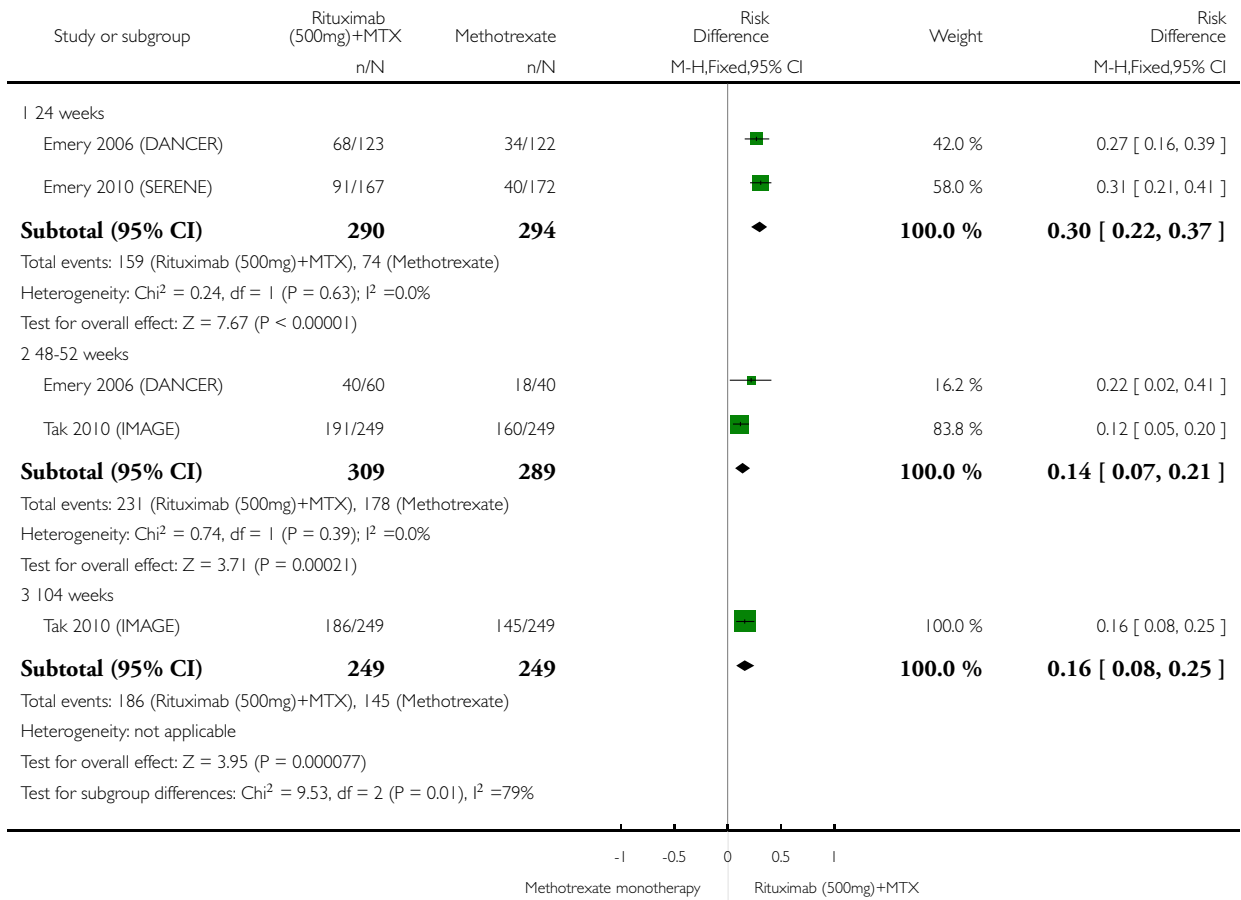 Study or subgroup Rituximab (500mg)+MTX Methotrexate Risk Difference Weight Risk Difference
n/N n/N M-H,Fixed,95% CI M-H,Fixed,95% CI
1 24 weeks
Emery 2006 (DANCER) 68/123 34/122 42.0 % 0.27 [ 0.16, 0.39 ]
Emery 2010 (SERENE) 91/167 40/172 58.0 % 0.31 [ 0.21, 0.41 ]
Subtotal (95% CI) 290 294 100.0 % 0.30 [ 0.22, 0.37 ]
Total events: 159 (Rituximab (500mg)+MTX), 74 (Methotrexate)
Heterogeneity: Chi² = 0.24, df = 1 (P = 0.63); I² =0.0%
Test for overall effect: Z = 7.67 (P < 0.00001)
2 48-52 weeks
Emery 2006 (DANCER) 40/60 18/40 16.2 % 0.22 [ 0.02, 0.41 ]
Tak 2010 (IMAGE) 191/249 160/249 83.8 % 0.12 [ 0.05, 0.20 ]
Subtotal (95% CI) 309 289 100.0 % 0.14 [ 0.07, 0.21 ]
Total events: 231 (Rituximab (500mg)+MTX), 178 (Methotrexate)
Heterogeneity: Chi² = 0.74, df = 1 (P = 0.39); I² =0.0%
Test for overall effect: Z = 3.71 (P = 0.00021)
3 104 weeks
Tak 2010 (IMAGE) 186/249 145/249 100.0 % 0.16 [ 0.08, 0.25 ]
Subtotal (95% CI) 249 249 100.0 % 0.16 [ 0.08, 0.25 ]
Total events: 186 (Rituximab (500mg)+MTX), 145 (Methotrexate)
Heterogeneity: not applicable
Test for overall effect: Z = 3.95 (P = 0.000077)
Test for subgroup differences: Chi² = 9.53, df = 2 (P = 0.01), I² =79%
-1 -0.5 0 0.5 1
Methotrexate monotherapy Rituximab (500mg)+MTX